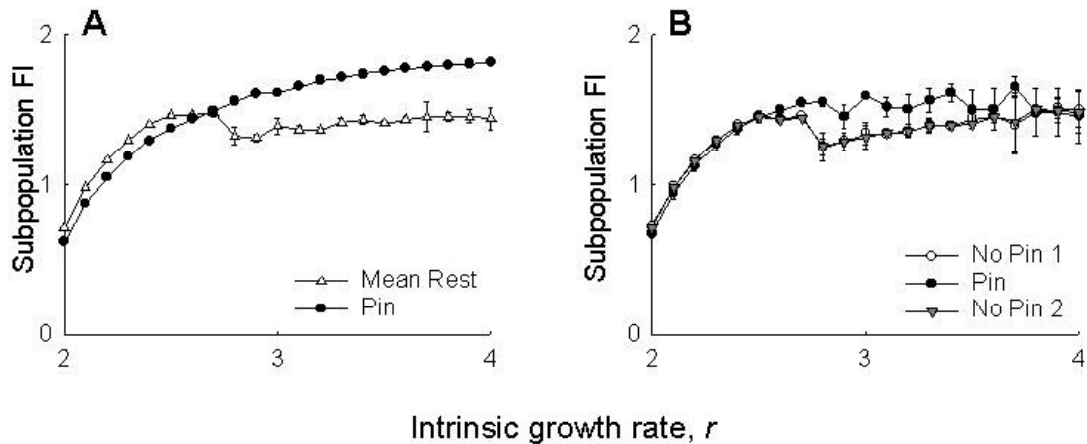 A
Subpopulation FI
2
1
0
Mean Rest
Pin
2
3
4
B
Subpopulation FI
2
1
0
No Pin 1
Pin
No Pin 2
2
3
4
Intrinsic growth rate, r